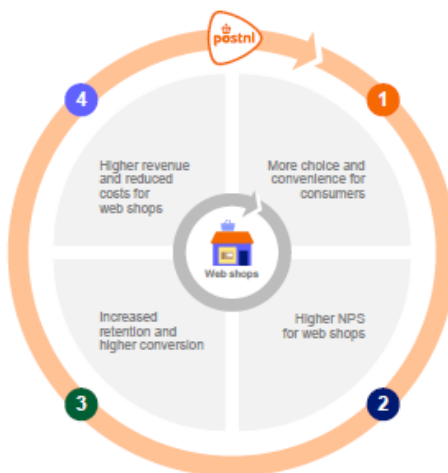 postnl
4
1
Higher revenue
and reduced
costs for
web shops
More choice and
convenience for
consumers
Web shops
Increased
retention and
higher conversion
Higher NPS
for web shops
3
2